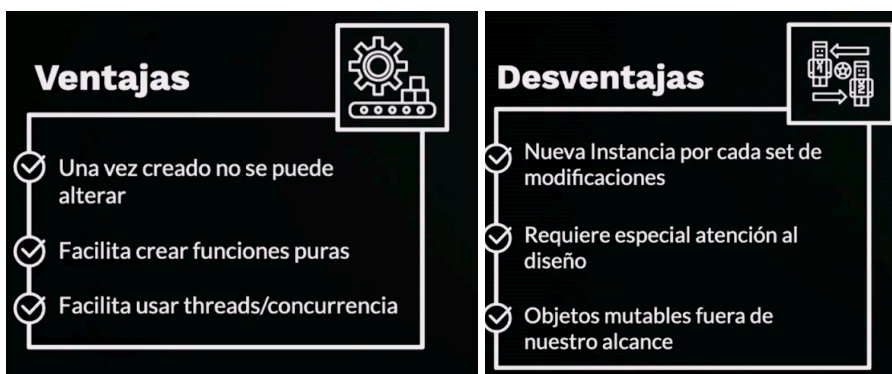 Ventajas
Una vez creado no se puede
alterar
Facilita crear funciones puras
Facilita usar threads/concurrencia
Desventajas
Nueva Instancia por cada set de
modificaciones
Requiere especial atención al
diseño
Objetos mutables fuera de
nuestro alcance